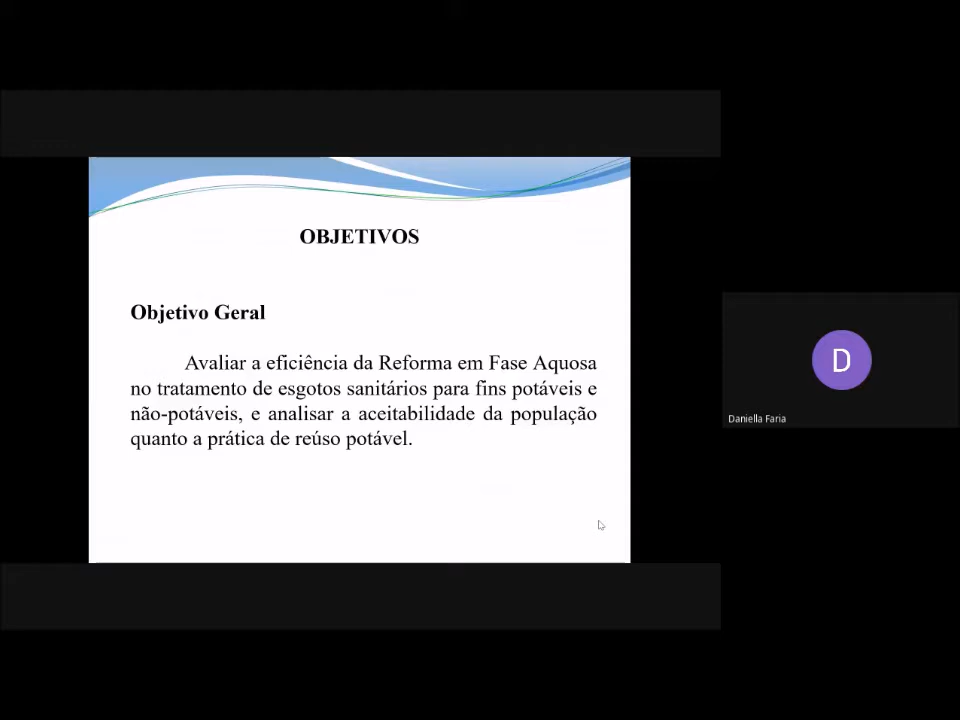 OBJETIVOS
Objetivo Geral
Avaliar a eficiência da Reforma em Fase Aquosa
no tratamento de esgotos sanitários para fins potáveis e
não-potáveis, e analisar a aceitabilidade da população
quanto a prática de reúso potável.
D
Daniella Faria